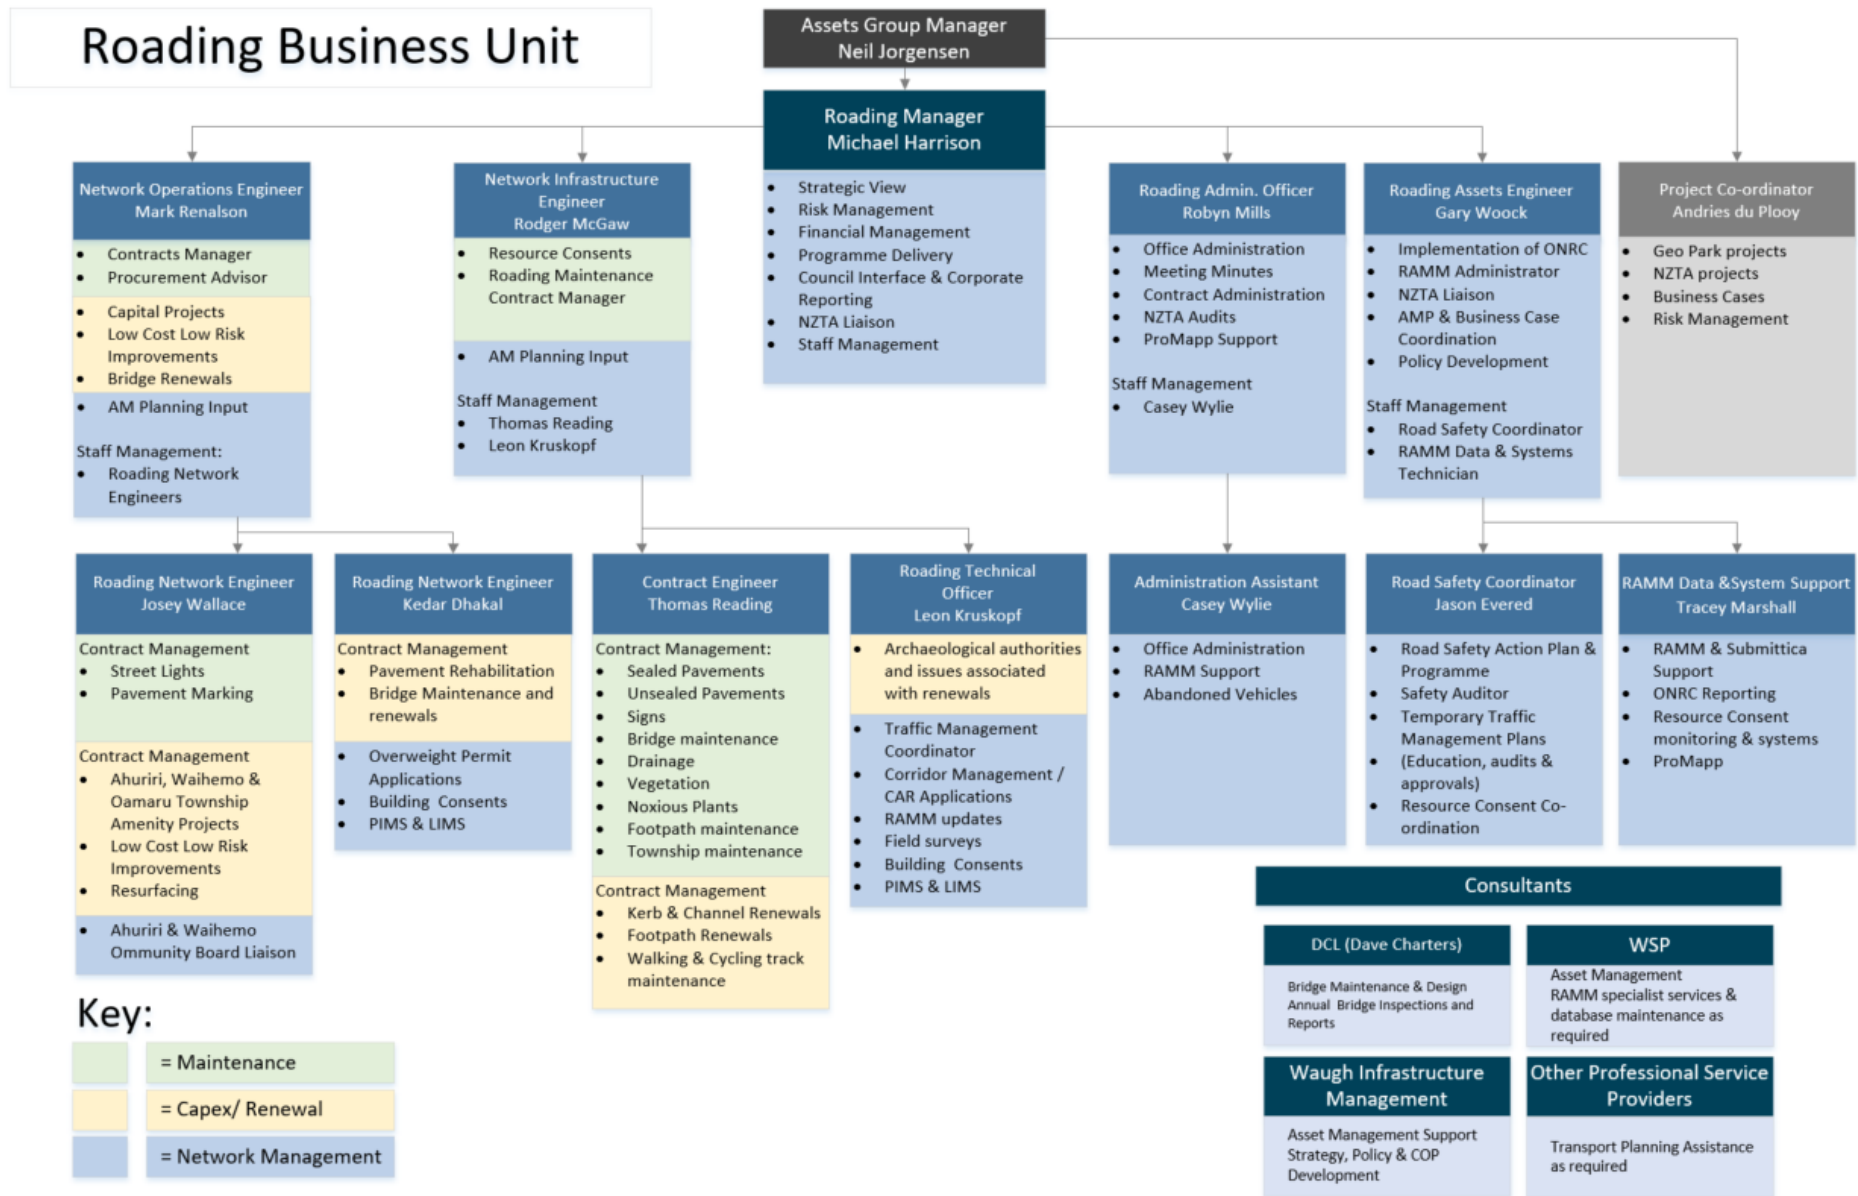 Roading Business Unit
Assets Group Manager
Neil Jorgensen
Roading Manager
Michael Harrison
• Strategic View
• Risk Management
• Financial Management
• Programme Delivery
• Council Interface & Corporate
Reporting
• NZTA Liaison
• Staff Management
Network Operations Engineer
Mark Renalson
• Contracts Manager
• Procurement Advisor
• Capital Projects
• Low Cost Low Risk
Improvements
• Bridge Renewals
• AM Planning Input
Staff Management:
• Roading Network
Engineers
Network Infrastructure
Engineer
Rodger McGaw
• Resource Consents
• Roading Maintenance
Contract Manager
• AM Planning Input
Staff Management
• Thomas Reading
• Leon Kruskopf
Roading Admin. Officer
Robyn Mills
• Office Administration
• Meeting Minutes
• Contract Administration
• NZTA Audits
• ProMapp Support
Staff Management
• Casey Wylie
Roading Assets Engineer
Gary Woock
• Implementation of ONRC
• RAMM Administrator
• NZTA Liaison
• AMP & Business Case
Coordination
• Policy Development
Staff Management
• Road Safety Coordinator
• RAMM Data & Systems
Technician
Project Co-ordinator
Andries du Plooy
• Geo Park projects
• NZTA projects
• Business Cases
• Risk Management
Roading Network Engineer
Josey Wallace
Contract Management
• Street Lights
• Pavement Marking
Contract Management
• Ahuriri, Waihemo &
Oamaru Township
Amenity Projects
• Low Cost Low Risk
Improvements
• Resurfacing
• Ahuriri & Waihemo
Ommunity Board Liaison
Roading Network Engineer
Kedar Dhakal
Contract Management
• Pavement Rehabilitation
• Bridge Maintenance and
renewals
• Overweight Permit
Applications
• Building Consents
• PIMS & LIMS
Contract Engineer
Thomas Reading
Contract Management:
• Sealed Pavements
• Unsealed Pavements
• Signs
• Bridge maintenance
• Drainage
• Vegetation
• Noxious Plants
• Footpath maintenance
• Township maintenance
Contract Management
• Kerb & Channel Renewals
• Footpath Renewals
• Walking & Cycling track
maintenance
Roading Technical
Officer
Leon Kruskopf
• Archaeological authorities
and issues associated
with renewals
• Traffic Management
Coordinator
• Corridor Management /
CAR Applications
• RAMM updates
• Field surveys
• Building Consents
• PIMS & LIMS
Administration Assistant
Casey Wylie
• Office Administration
• RAMM Support
• Abandoned Vehicles
Road Safety Coordinator
Jason Evered
• Road Safety Action Plan &
Programme
• Safety Auditor
• Temporary Traffic
Management Plans
• (Education, audits &
approvals)
• Resource Consent Co-
ordination
RAMM Data &System Support
Tracey Marshall
• RAMM & Submittica
Support
• ONRC Reporting
• Resource Consent
monitoring & systems
• ProMapp
Key:
= Maintenance
= Capex/ Renewal
= Network Management
Consultants
DCL (Dave Charters)
Bridge Maintenance & Design
Annual Bridge Inspections and
Reports
WSP
Asset Management
RAMM specialist services &
database maintenance as
required
Waugh Infrastructure
Management
Asset Management Support
Strategy, Policy & COP
Development
Other Professional Service
Providers
Transport Planning Assistance
as required